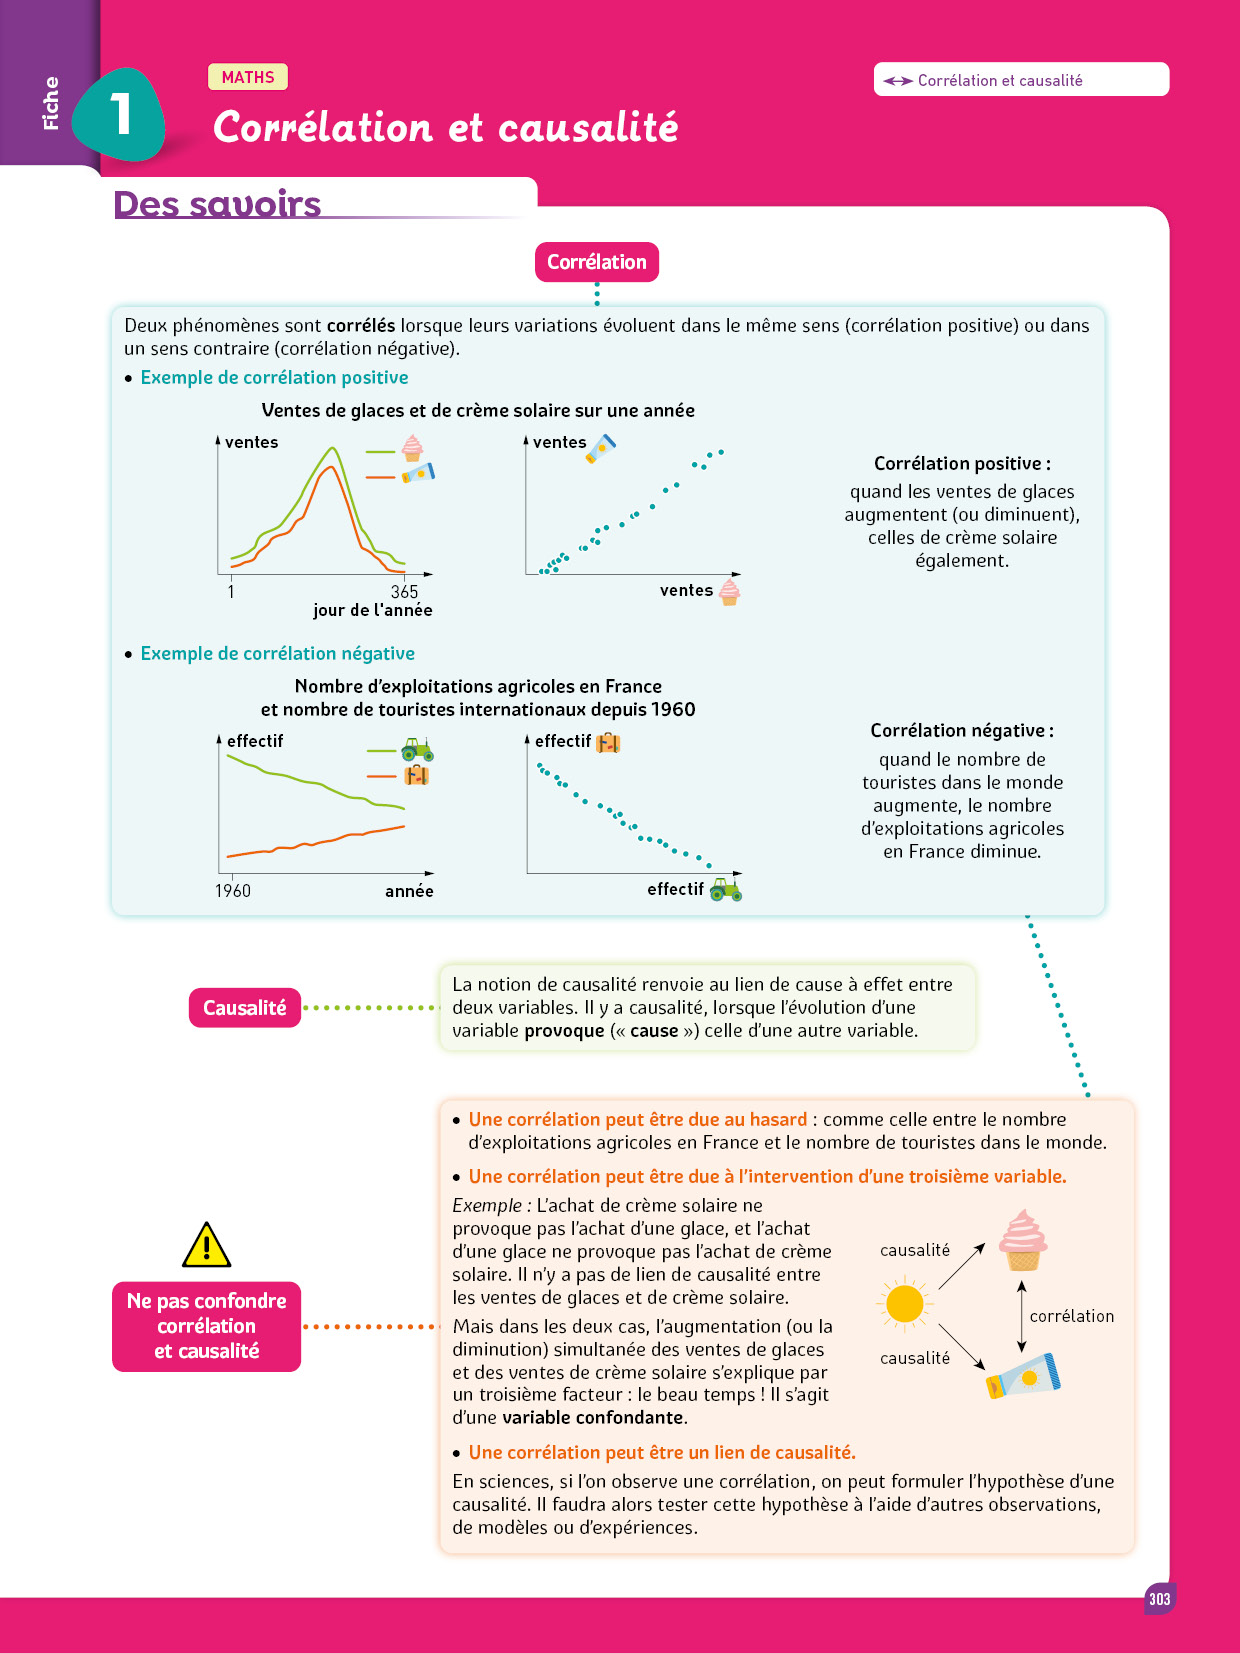 Fiche
1
MATHS
Corrélation et causalité
Corrélation et causalité
Des savoirs
Corrélation
Deux phénomènes sont corrélés lorsque leurs variations évoluent dans le même sens (corrélation positive) ou dans
un sens contraire (corrélation négative).
• Exemple de corrélation positive
Ventes de glaces et de crème solaire sur une année
ventes
1
365
jour de l'année
ventes
ventes
Corrélation positive :
quand les ventes de glaces
augmentent (ou diminuent),
celles de crème solaire
également.
• Exemple de corrélation négative
Nombre d'exploitations agricoles en France
et nombre de touristes internationaux depuis 1960
effectif
1960
année
effectif
effectif
Corrélation négative :
quand le nombre de
touristes dans le monde
augmente, le nombre
d'exploitations agricoles
en France diminue.
Causalité
La notion de causalité renvoie au lien de cause à effet entre
deux variables. Il y a causalité, lorsque l'évolution d'une
variable provoque (« cause ») celle d'une autre variable.
Ne pas confondre
corrélation
et causalité
• Une corrélation peut être due au hasard : comme celle entre le nombre
d'exploitations agricoles en France et le nombre de touristes dans le monde.
• Une corrélation peut être due à l'intervention d'une troisième variable.
Exemple : L'achat de crème solaire ne
provoque pas l'achat d'une glace, et l'achat
d'une glace ne provoque pas l'achat de crème
solaire. Il n'y a pas de lien de causalité entre
les ventes de glaces et de crème solaire.
Mais dans les deux cas, l'augmentation (ou la
diminution) simultanée des ventes de glaces
et des ventes de crème solaire s'explique par
un troisième facteur : le beau temps ! Il s'agit
d'une variable confondante.
causalité
corrélation
causalité
• Une corrélation peut être un lien de causalité.
En sciences, si l'on observe une corrélation, on peut formuler l'hypothèse d'une
causalité. Il faudra alors tester cette hypothèse à l'aide d'autres observations,
de modèles ou d'expériences.
303